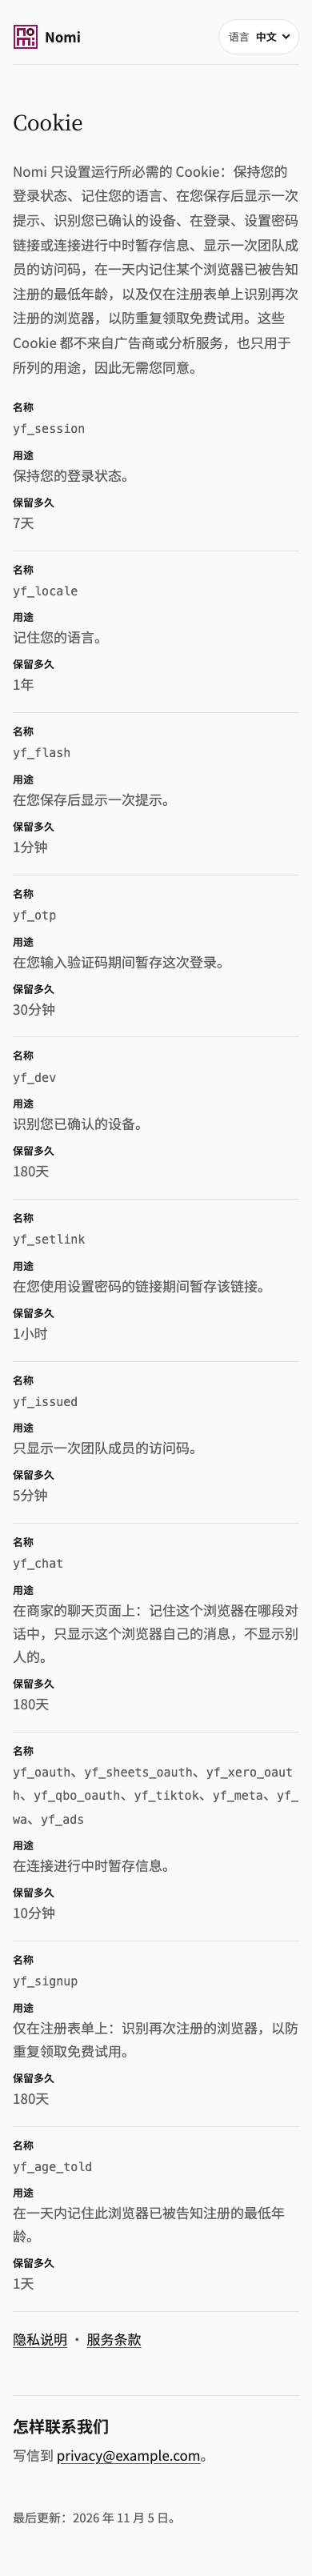 Nomi
语言 中文
Cookie
Nomi 只设置运行所必需的 Cookie：保持您的
登录状态、记住您的语言、在您保存后显示一次
提示、识别您已确认的设备、在登录、设置密码
链接或连接进行中时暂存信息、显示一次团队成
员的访问码，在一天内记住某个浏览器已被告知
注册的最低年龄，以及仅在注册表单上识别再次
注册的浏览器，以防重复领取免费试用。这些
Cookie 都不来自广告商或分析服务，也只用于
所列的用途，因此无需您同意。
名称
yf_session
用途
保持您的登录状态。
保留多久
7天
名称
yf_locale
用途
记住您的语言。
保留多久
1年
名称
yf_flash
用途
在您保存后显示一次提示。
保留多久
1分钟
名称
yf_otp
用途
在您输入验证码期间暂存这次登录。
保留多久
30分钟
名称
yf_dev
用途
识别您已确认的设备。
保留多久
180天
名称
yf_setlink
用途
在您使用设置密码的链接期间暂存该链接。
保留多久
1小时
名称
yf_issued
用途
只显示一次团队成员的访问码。
保留多久
5分钟
名称
yf_chat
用途
在商家的聊天页面上：记住这个浏览器在哪段对
话中，只显示这个浏览器自己的消息，不显示别
人的。
保留多久
180天
名称
yf_oauth、yf_sheets_oauth、yf_xero_oaut
h、yf_qbo_oauth、yf_tiktok、yf_meta、yf_
wa、yf_ads
用途
在连接进行中时暂存信息。
保留多久
10分钟
名称
yf_signup
用途
仅在注册表单上：识别再次注册的浏览器，以防
重复领取免费试用。
保留多久
180天
名称
yf_age_told
用途
在一天内记住此浏览器已被告知注册的最低年
龄。
保留多久
1天
隐私说明 · 服务条款
怎样联系我们
写信到 privacy@example.com。
最后更新：2026 年 11 月 5 日。